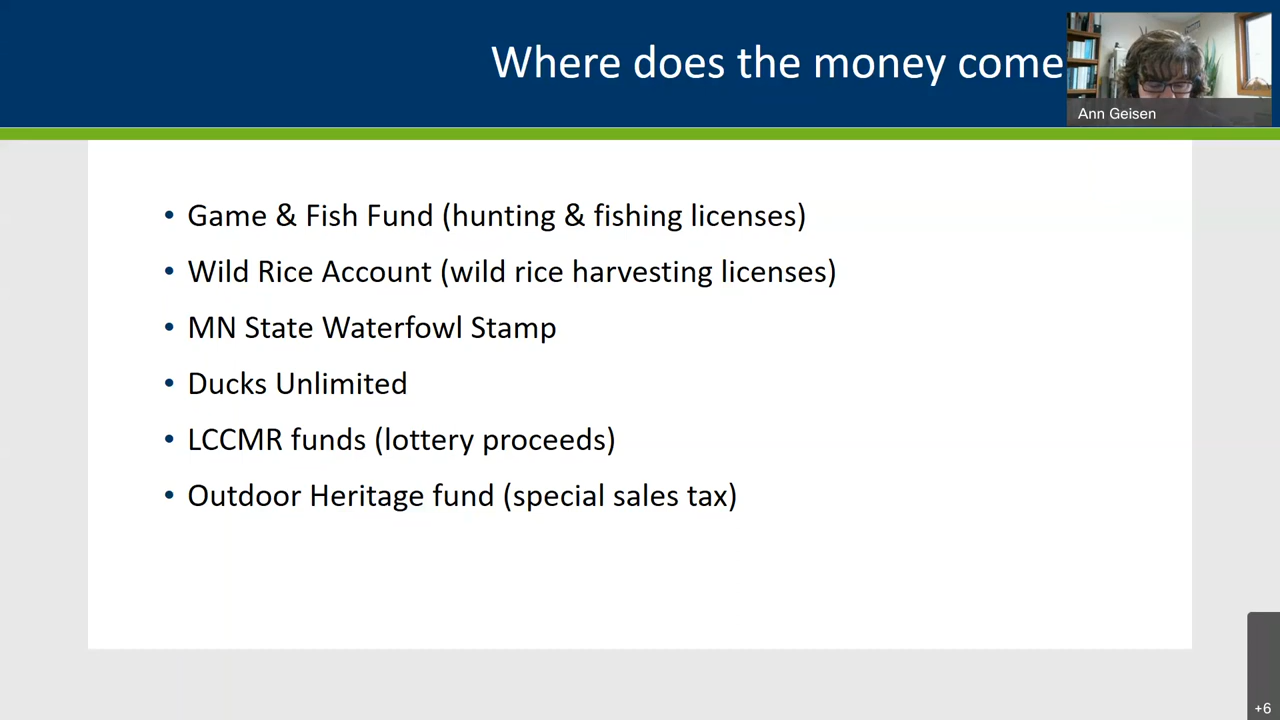 Where does the money come
Ann Geisen
• Game & Fish Fund (hunting & fishing licenses)
• Wild Rice Account (wild rice harvesting licenses)
• MN State Waterfowl Stamp
• Ducks Unlimited
• LCCMR funds (lottery proceeds)
• Outdoor Heritage fund (special sales tax)
+6